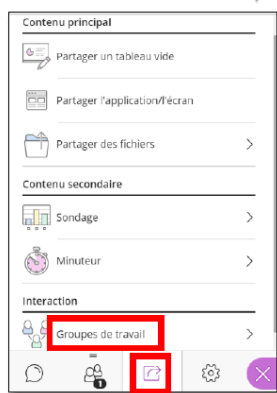 Contenu principal
Partager un tableau vide
Partager l'application/l'écran
Partager des fichiers
Contenu secondaire
Sondage
Minuteur
Interaction
Groupes de travail
1